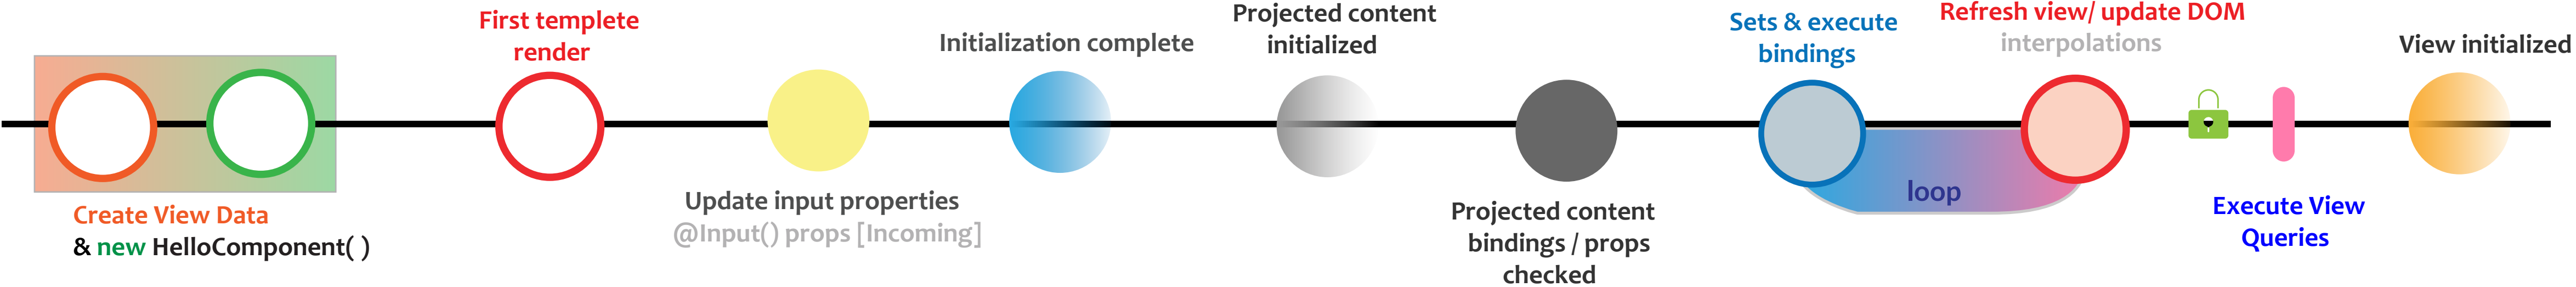 Create View Data
& new HelloComponent( )
First templete
render
Update input properties
@Input() props [Incoming]
Initialization complete
Projected content
initialized
Projected content
bindings / props
checked
Sets & execute
bindings
loop
Refresh view/ update DOM
interpolations
Execute View
Queries
View initialized